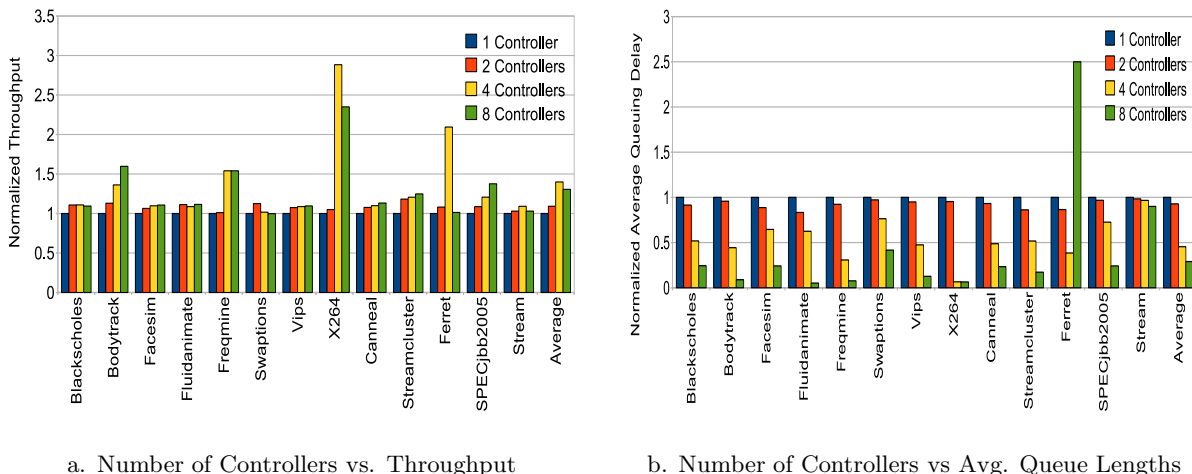 3.5
3
2.5
2
1.5
1
0.5
0
Normalized Throughput
1 Controller
2 Controllers
4 Controllers
8 Controllers
Blackscholes
Bodytrack
Facesim
Fluidanimate
Freqmine
Swaptions
Vips
X264
Canneal
Streamcluster
Ferret
SPECjbb2005
Stream
Average
a. Number of Controllers vs. Throughput
3
2.5
2
1.5
1
0.5
0
Normalized Average Queuing Delay
1 Controller
2 Controllers
4 Controllers
8 Controllers
Blackscholes
Bodytrack
Facesim
Fluidanimate
Freqmine
Swaptions
Vips
X264
Canneal
Streamcluster
Ferret
SPECjbb2005
Stream
Average
b. Number of Controllers vs Avg. Queue Lengths